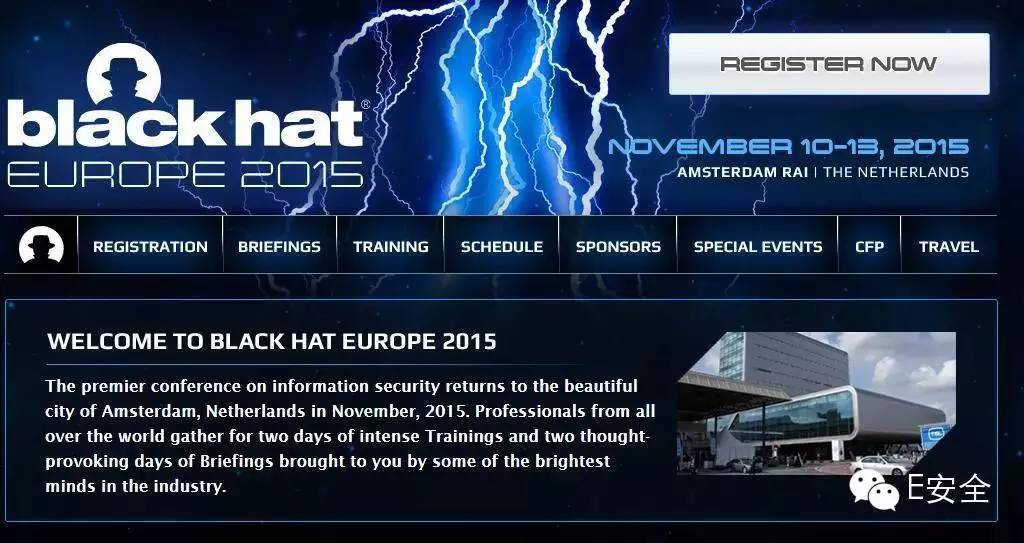 REGISTER NOW
black hat®
EUROPE 2015
NOVEMBER 10-13, 2015
AMSTERDAM RAI | THE NETHERLANDS
REGISTRATION
BRIEFINGS
TRAINING
SCHEDULE
SPONSORS
SPECIAL EVENTS
CFP
TRAVEL
WELCOME TO BLACK HAT EUROPE 2015
The premier conference on information security returns to the beautiful
city of Amsterdam, Netherlands in November, 2015. Professionals from all
over the world gather for two days of intense Trainings and two thought-
provoking days of Briefings brought to you by some of the brightest
minds in the industry.
E安全